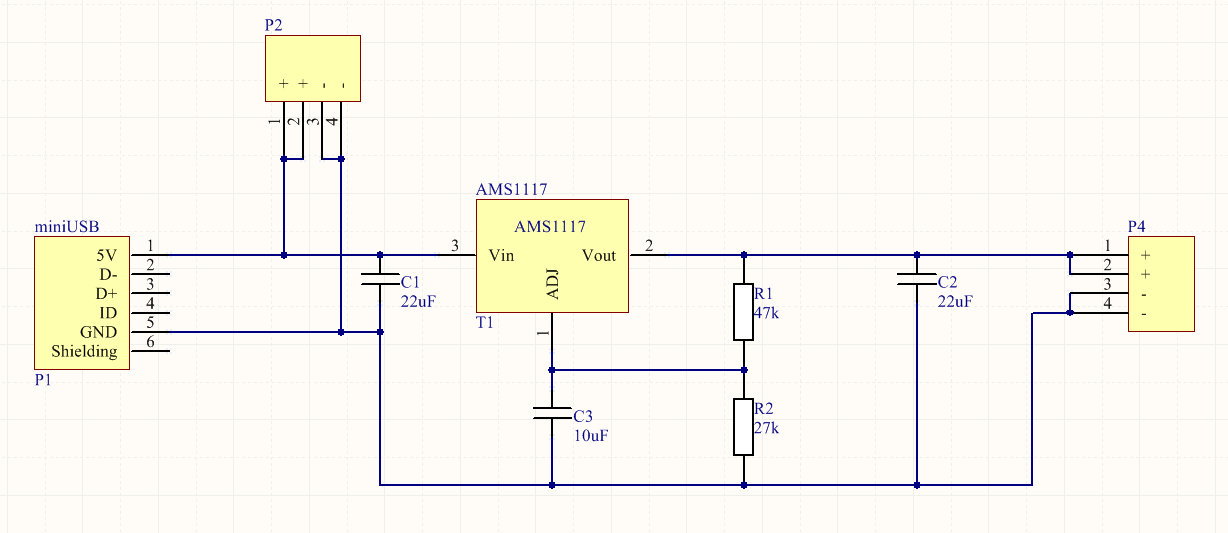 P2
+ + - -
1 2 3 4
AMS1117
AMS1117
3 Vin Vout 2
ADJ
1
T1
miniUSB
5V 1
D- 2
D+ 3
ID 4
GND 5
Shielding 6
P1
C1
22uF
R1
47k
C2
22uF
C3
10uF
R2
27k
P4
1 +
2 +
3 -
4 -